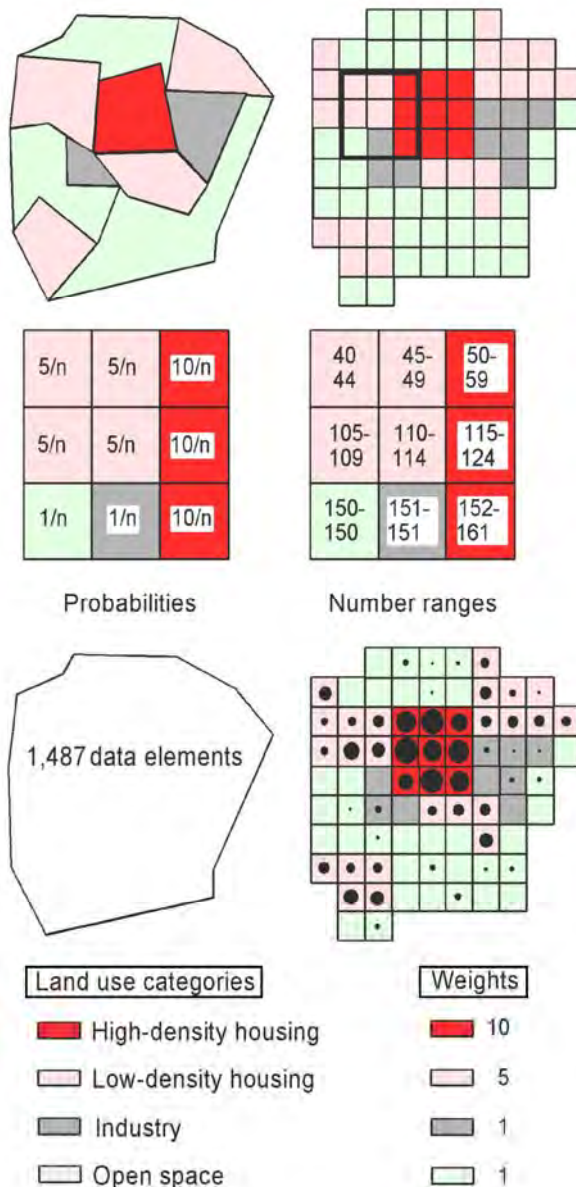 5/n 5/n 10/n
5/n 5/n 10/n
1/n 1/n 10/n
40
44
45-
49
50-
59
105-
109
110-
114
115-
124
150-
150
151-
151
152-
161
Probabilities
Number ranges
1,487 data elements
Land use categories
Weights
High-density housing
10
Low-density housing
5
Industry
1
Open space
1